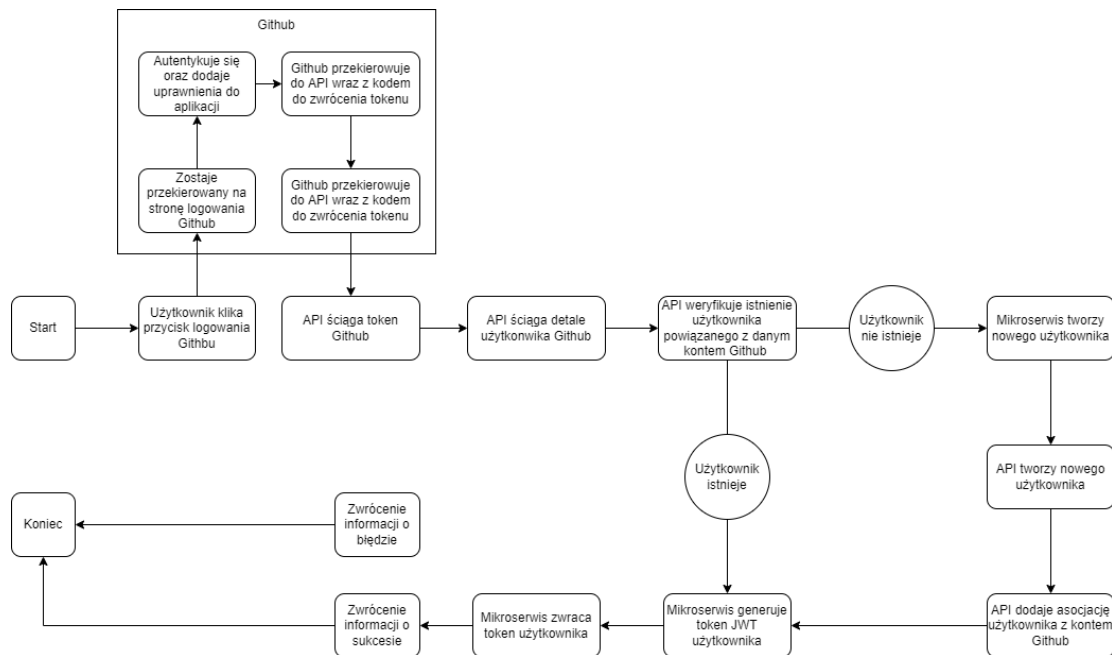 Github
Autentykuje się
oraz dodaje
uprawnienia do
aplikacji
Github przekierowuje
do API wraz z kodem
do zwrócenia tokenu
Zostaje
przekierowany na
stronę logowania
Github
Github przekierowuje
do API wraz z kodem
do zwrócenia tokenu
Start
Użytkownik klika
przycisk logowania
Githbu
API ściąga token
Github
API ściąga detale
użytkonwika Github
API weryfikuje istnienie
użytkownika
powiązanego z danym
kontem Github
Użytkownik
nie istnieje
Mikroserwis tworzy
nowego użytkownika
Użytkownik
istnieje
API tworzy nowego
użytkownika
Koniec
Zwrócenie
informacji o
błędzie
Zwrócenie
informacji o
sukcesie
Mikroserwis zwraca
token użytkownika
Mikroserwis generuje
token JWT
użytkownika
API dodaje asocjację
użytkownika z kontem
Github